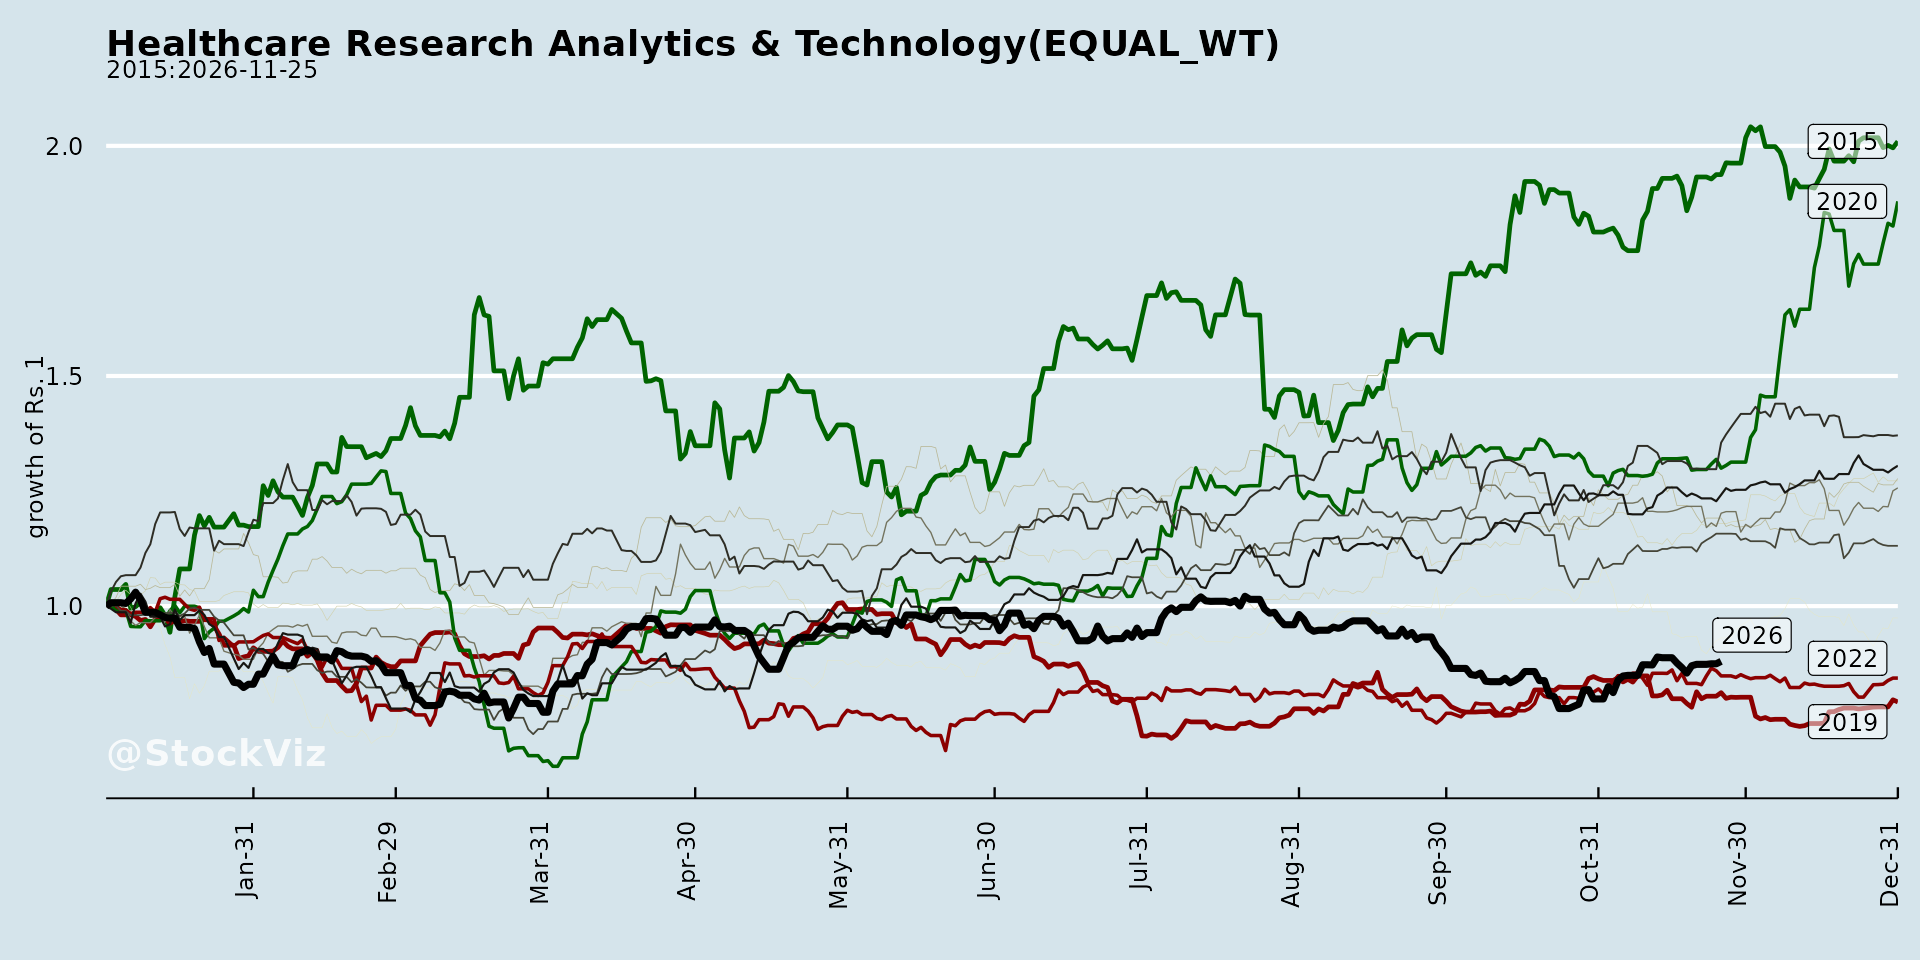 Healthcare Research Analytics & Technology(EQUAL_WT)
2015:2026-11-25
growth of Rs. 1
2.0
1.5
1.0
2015
2020
2026
2022
2019
@StockViz
Jan-31
Feb-29
Mar-31
Apr-30
May-31
Jun-30
Jul-31
Aug-31
Sep-30
Oct-31
Nov-30
Dec-31